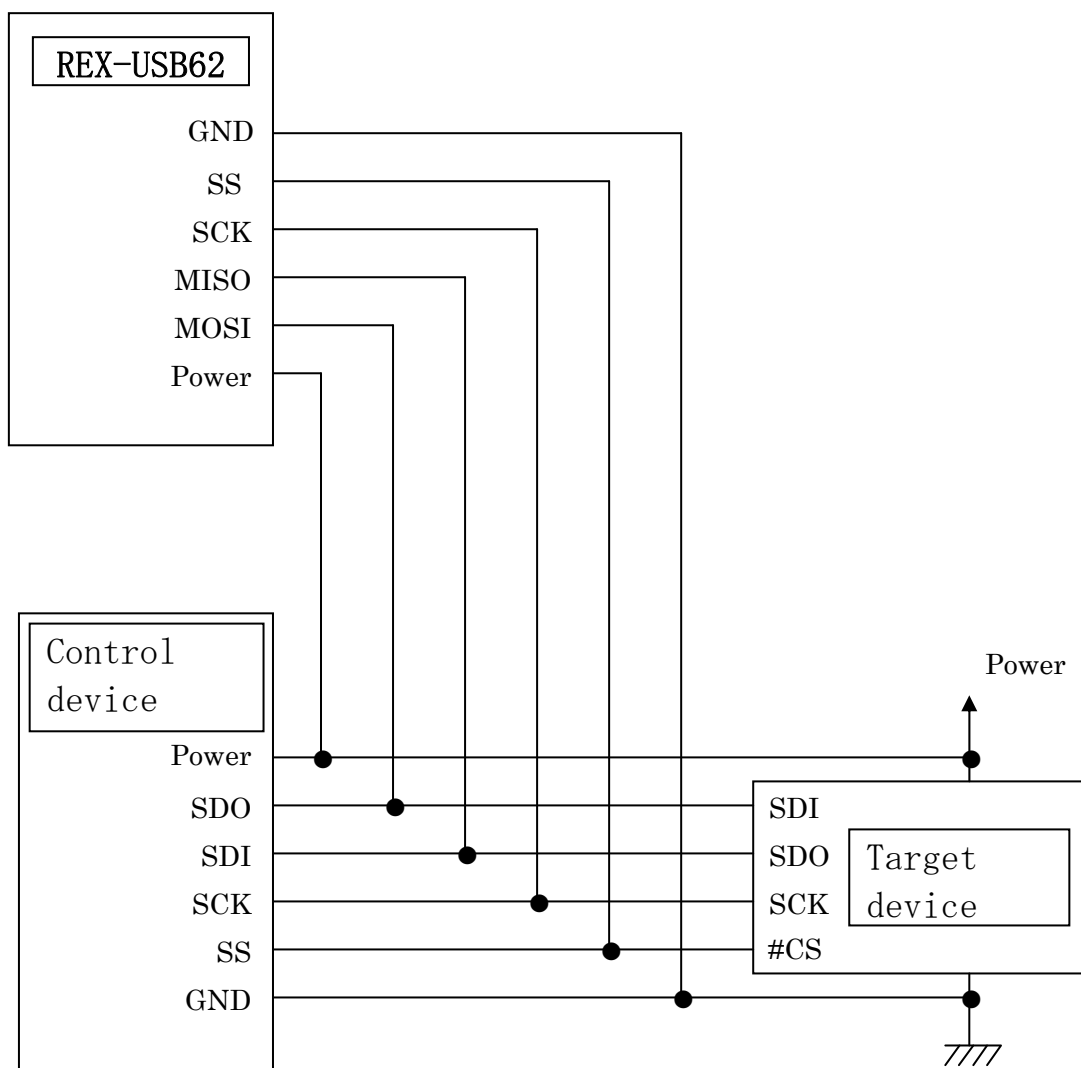 REX-USB62
GND
SS
SCK
MISO
MOSI
Power
Control
device
Power
Power
SDO
SDI
SCK
SS
GND
SDI
SDO
SCK
#CS
Target
device